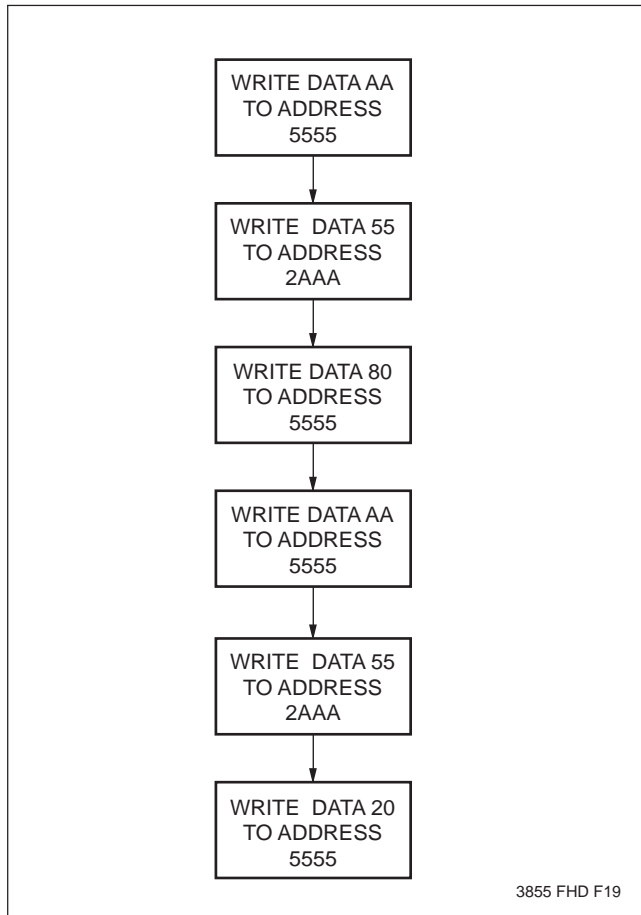 WRITE DATA AA
TO ADDRESS
5555
WRITE DATA 55
TO ADDRESS
2AAA
WRITE DATA 80
TO ADDRESS
5555
WRITE DATA AA
TO ADDRESS
5555
WRITE DATA 55
TO ADDRESS
2AAA
WRITE DATA 20
TO ADDRESS
5555
3855 FHD F19